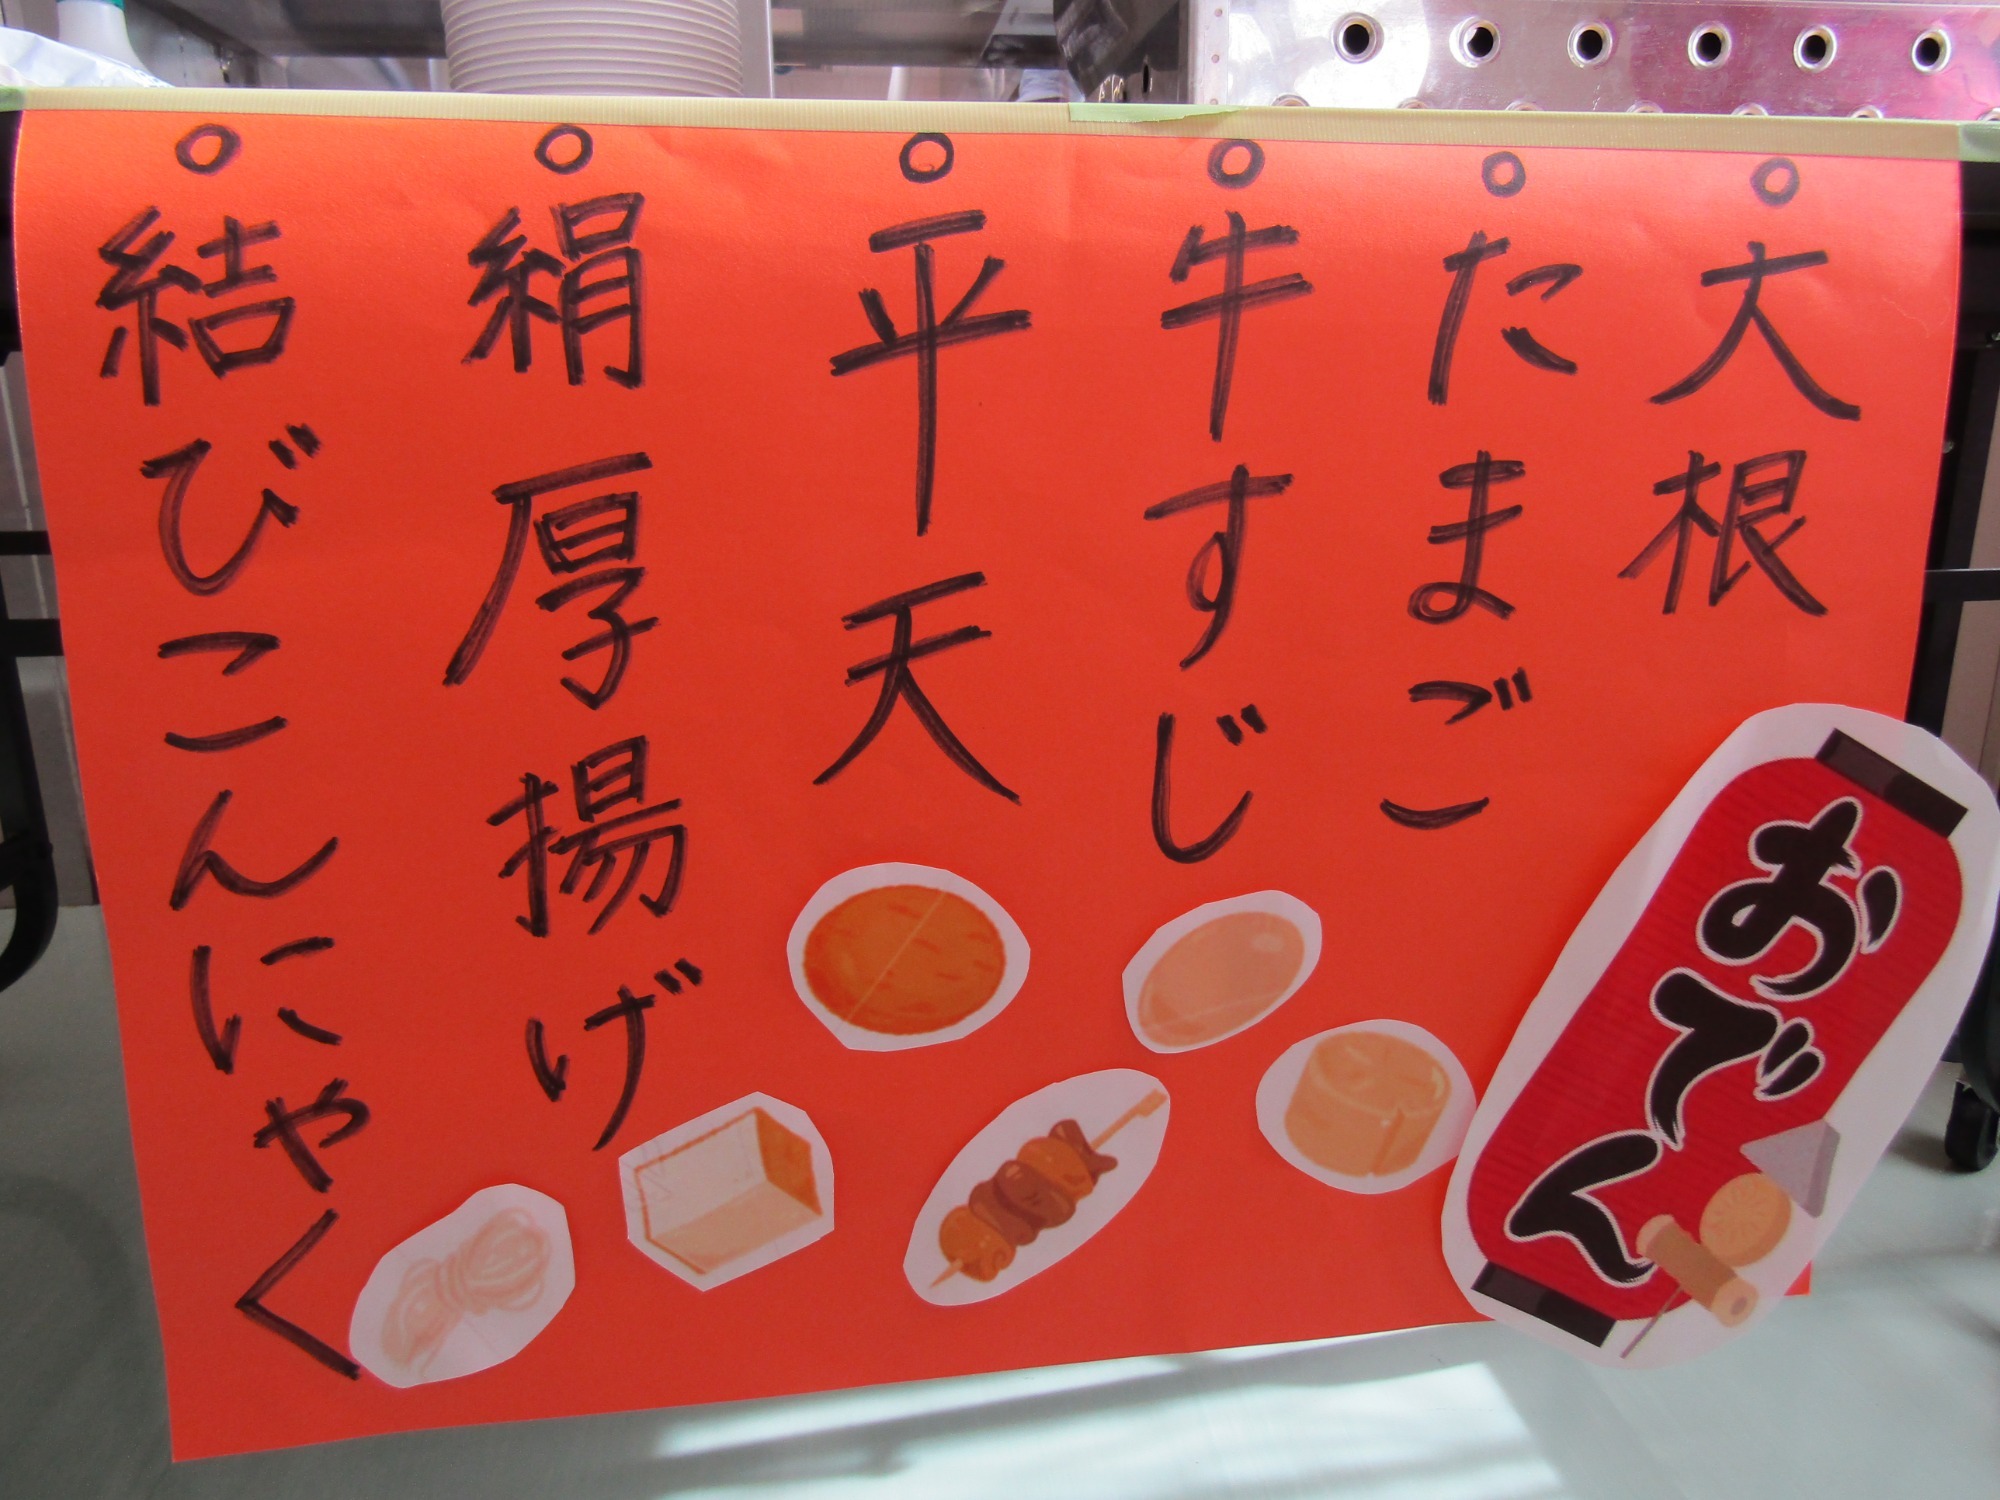 ○大根
○たまご
○牛すじ
○平天
○絹厚揚げ
○結びこんにゃく
おでん